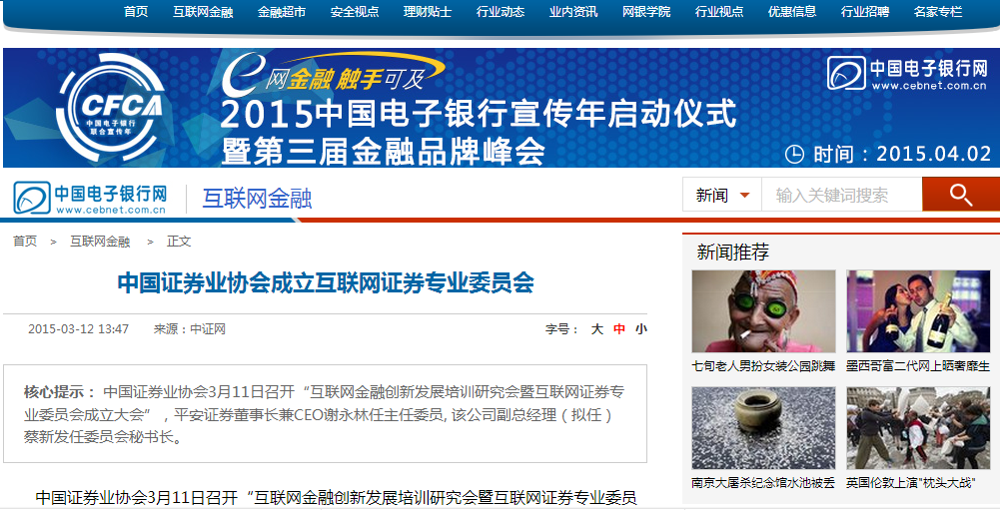 首页 互联网金融 金融超市 安全视点 理财贴士 行业动态 业内资讯 网银学院 行业视点 优惠信息 行业招聘 名家专栏
CFCA
中国电子银行
联合宣传年
e网金融 触手可及
2015中国电子银行宣传年启动仪式
暨第三届金融品牌峰会
中国电子银行网
www.cebnet.com.cn
时间：2015.04.02
中国电子银行网
www.cebnet.com.cn
互联网金融
新闻 输入关键词搜索
首页 > 互联网金融 > 正文
中国证券业协会成立互联网证券专业委员会
2015-03-12 13:47 来源：中证网 字号： 大 中 小
核心提示： 中国证券业协会3月11日召开“互联网金融创新发展培训研究会暨互联网证券专
业委员会成立大会”，平安证券董事长兼CEO谢永林任主任委员, 该公司副总经理（拟任）
蔡新发任委员会秘书长。
中国证券业协会3月11日召开“互联网金融创新发展培训研究会暨互联网证券专业委员
新闻推荐
七旬老人男扮女装公园跳舞 墨西哥富二代网上晒奢靡生
南京大屠杀纪念馆水池被丢 英国伦敦上演"枕头大战"